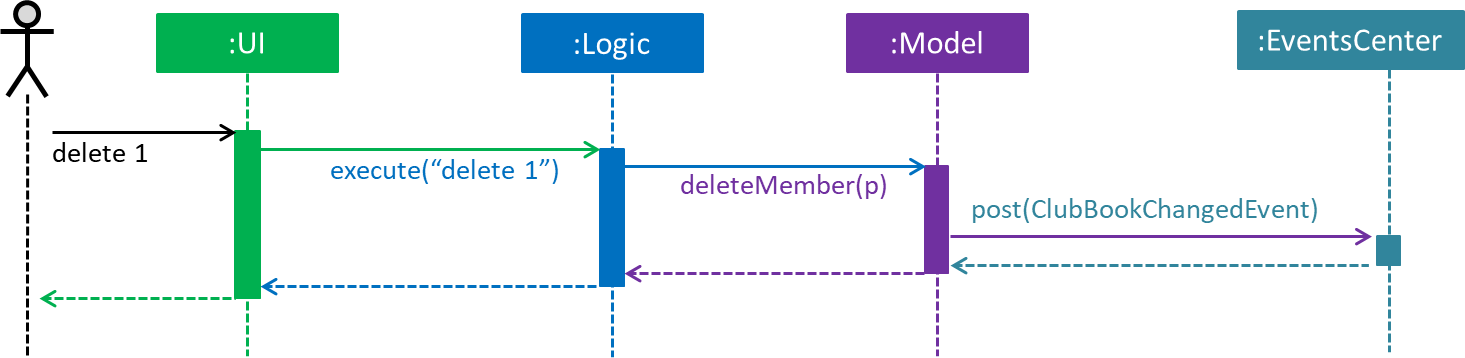 :UI
:Logic
:Model
:EventsCenter
delete 1
execute(“delete 1”)
deleteMember(p)
post(ClubBookChangedEvent)